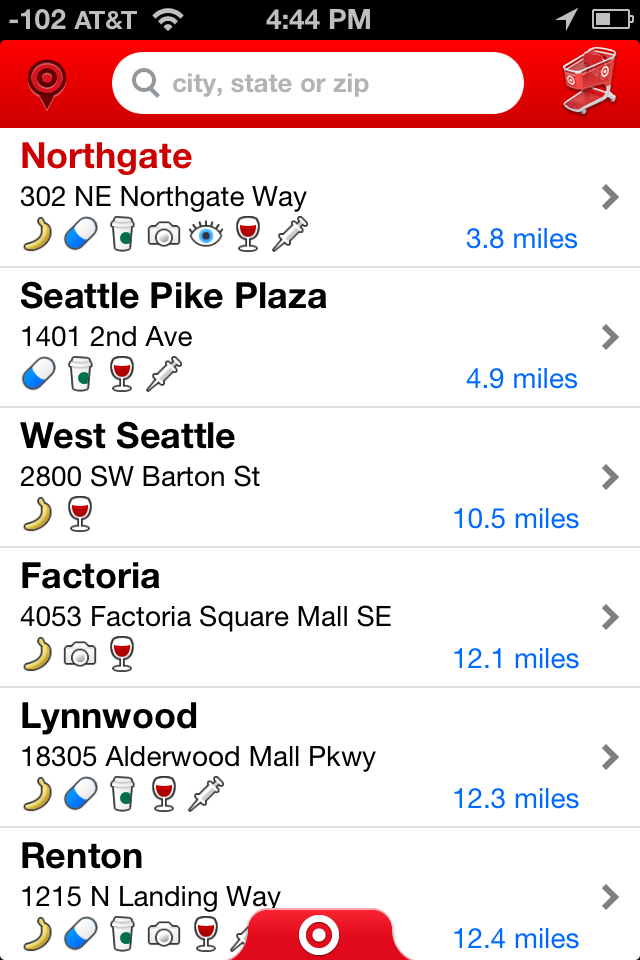 -102 AT&T 4:44 PM
city, state or zip
Northgate
302 NE Northgate Way
3.8 miles
Seattle Pike Plaza
1401 2nd Ave
4.9 miles
West Seattle
2800 SW Barton St
10.5 miles
Factoria
4053 Factoria Square Mall SE
12.1 miles
Lynnwood
18305 Alderwood Mall Pkwy
12.3 miles
Renton
1215 N Landing Way
12.4 miles